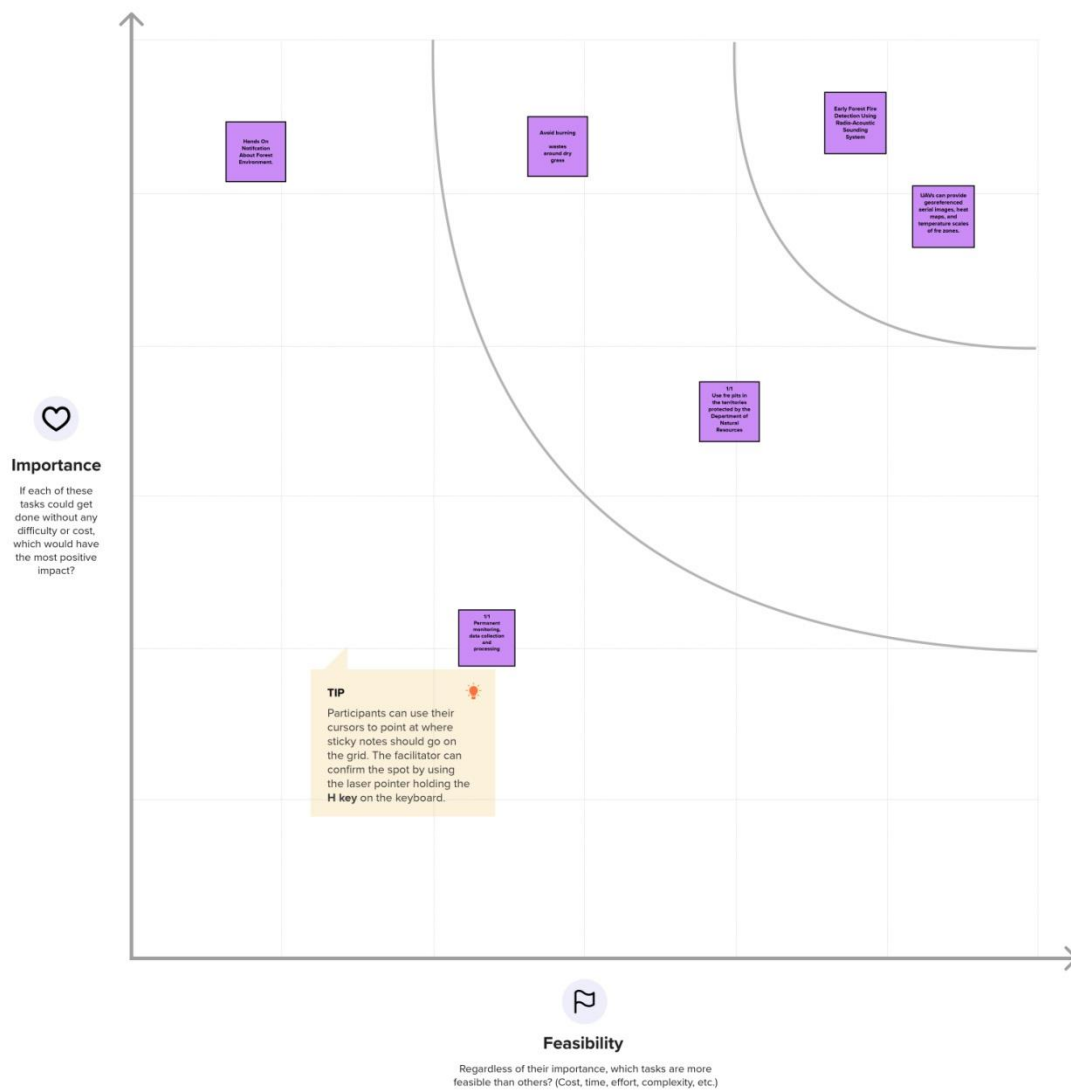 Hands On
Notification
About Forest
Environment.
Avoid burning
wastes
around dry
grass
Early Forest Fire
Detection Using
Radio-Acoustic
Sounding
System
UAVs can provide
georeferenced
aerial images, heat
maps, and
temperature scales
of fre zones.
1/1
Use fre pits in
the territories
protected by the
Department of
Natural
Resources
Importance
If each of these
tasks could get
done without any
difficulty or cost,
which would have
the most positive
impact?
1/1
Permanent
monitoring,
data collection
and
processing
TIP
Participants can use their
cursors to point at where
sticky notes should go on
the grid. The facilitator can
confirm the spot by using
the laser pointer holding the
H key on the keyboard.
Feasibility
Regardless of their importance, which tasks are more
feasible than others? (Cost, time, effort, complexity, etc.)